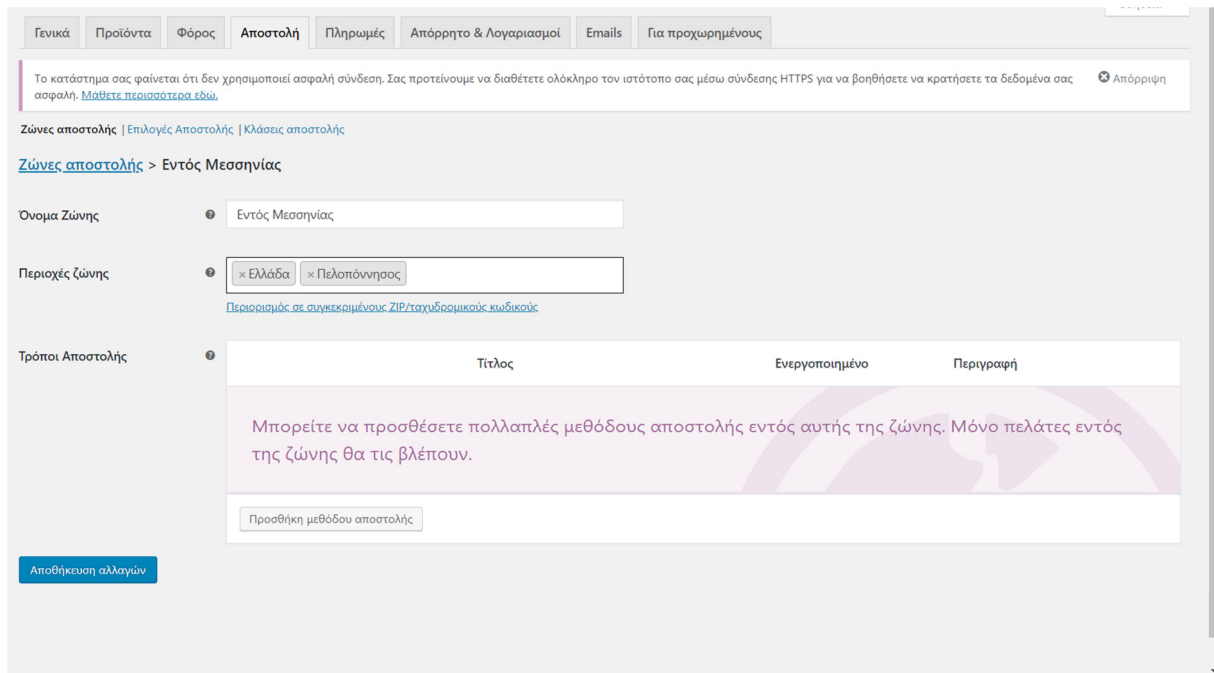 Γενικά Προϊόντα Φόρος Αποστολή Πληρωμές Απόρρητο & Λογαριασμοί Emails Για προχωρημένους
Το κατάστημα σας φαίνεται ότι δεν χρησιμοποιεί ασφαλή σύνδεση. Σας προτείνουμε να διαθέτετε ολόκληρο τον ιστότοπο σας μέσω σύνδεσης HTTPS για να βοηθήσετε να κρατήσετε τα δεδομένα σας Απόρριψη
ασφαλή. Μάθετε περισσότερα εδώ.
Ζώνες αποστολής | Επιλογές Αποστολής | Κλάσεις αποστολής
Ζώνες αποστολής > Εντός Μεσσηνίας
Όνομα Ζώνης Εντός Μεσσηνίας
Περιοχές ζώνης × Ελλάδα × Πελοπόννησος
Περιορισμός σε συγκεκριμένους ZIP/ταχυδρομικούς κωδικούς
Τρόποι Αποστολής Τίτλος Ενεργοποιημένο Περιγραφή
Μπορείτε να προσθέσετε πολλαπλές μεθόδους αποστολής εντός αυτής της ζώνης. Μόνο πελάτες εντός
της ζώνης θα τις βλέπουν.
Προσθήκη μεθόδου αποστολής
Αποθήκευση αλλαγών